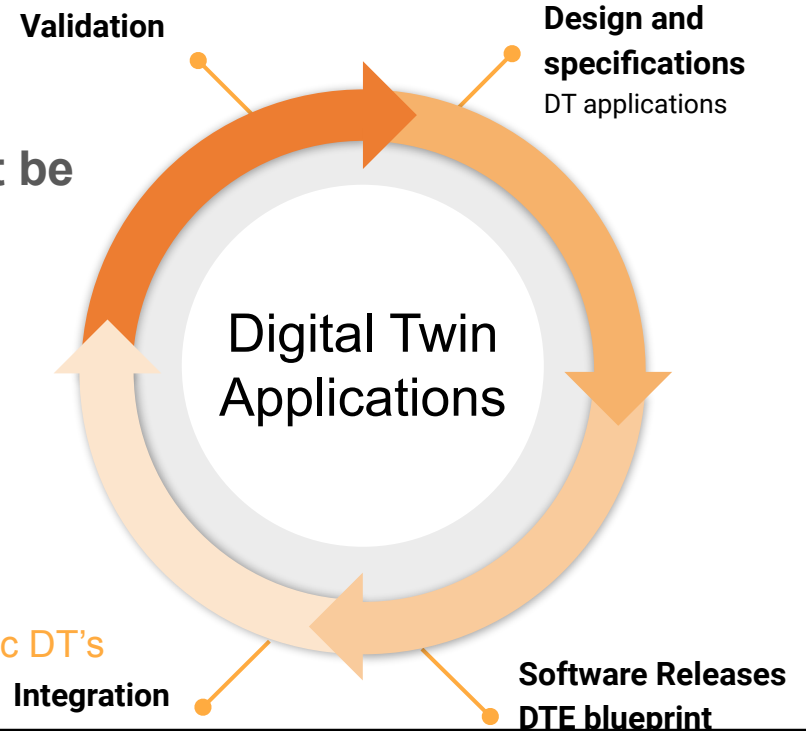 Validation
Design and
specifications
DT applications
t be
Digital Twin
Applications
c DT’s
Integration
Software Releases
DTE blueprint